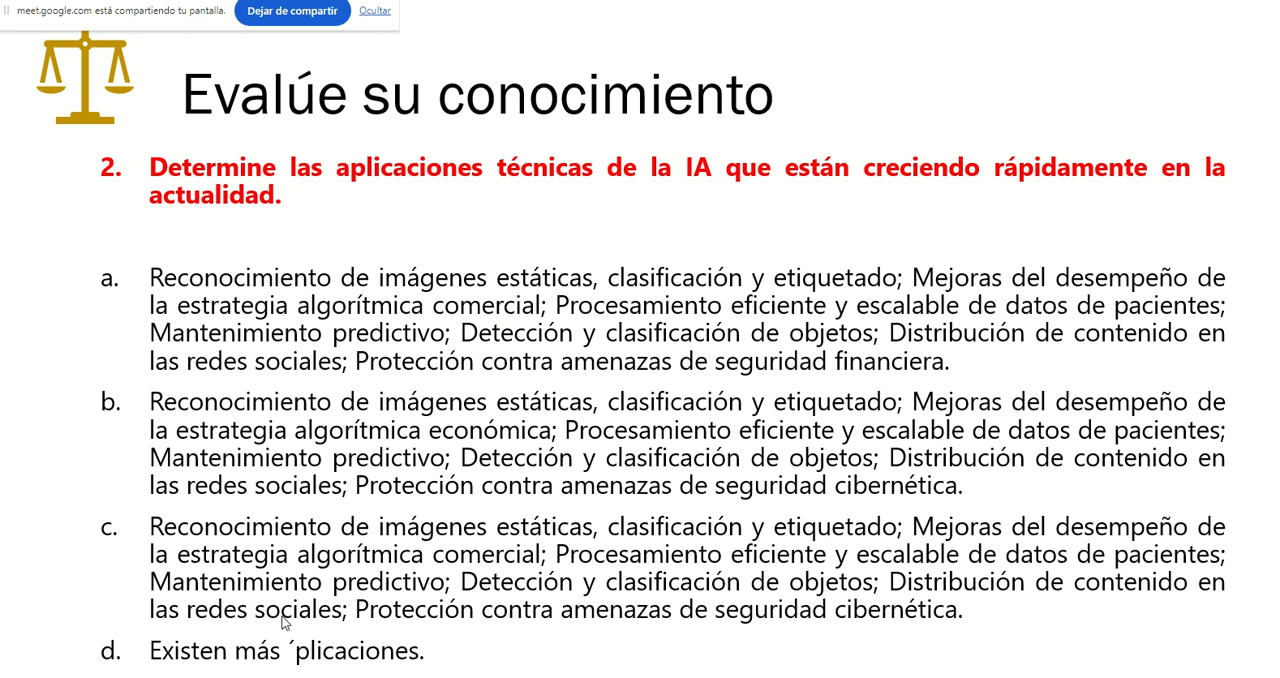 meet.google.com está compartiendo tu pantalla. Dejar de compartir Ocultar
Evalúe su conocimiento
2. Determine las aplicaciones técnicas de la IA que están creciendo rápidamente en la
actualidad.
a. Reconocimiento de imágenes estáticas, clasificación y etiquetado; Mejoras del desempeño de
la estrategia algorítmica comercial; Procesamiento eficiente y escalable de datos de pacientes;
Mantenimiento predictivo; Detección y clasificación de objetos; Distribución de contenido en
las redes sociales; Protección contra amenazas de seguridad financiera.
b. Reconocimiento de imágenes estáticas, clasificación y etiquetado; Mejoras del desempeño de
la estrategia algorítmica económica; Procesamiento eficiente y escalable de datos de pacientes;
Mantenimiento predictivo; Detección y clasificación de objetos; Distribución de contenido en
las redes sociales; Protección contra amenazas de seguridad cibernética.
c. Reconocimiento de imágenes estáticas, clasificación y etiquetado; Mejoras del desempeño de
la estrategia algorítmica comercial; Procesamiento eficiente y escalable de datos de pacientes;
Mantenimiento predictivo; Detección y clasificación de objetos; Distribución de contenido en
las redes sociales; Protección contra amenazas de seguridad cibernética.
d. Existen más ´plicaciones.